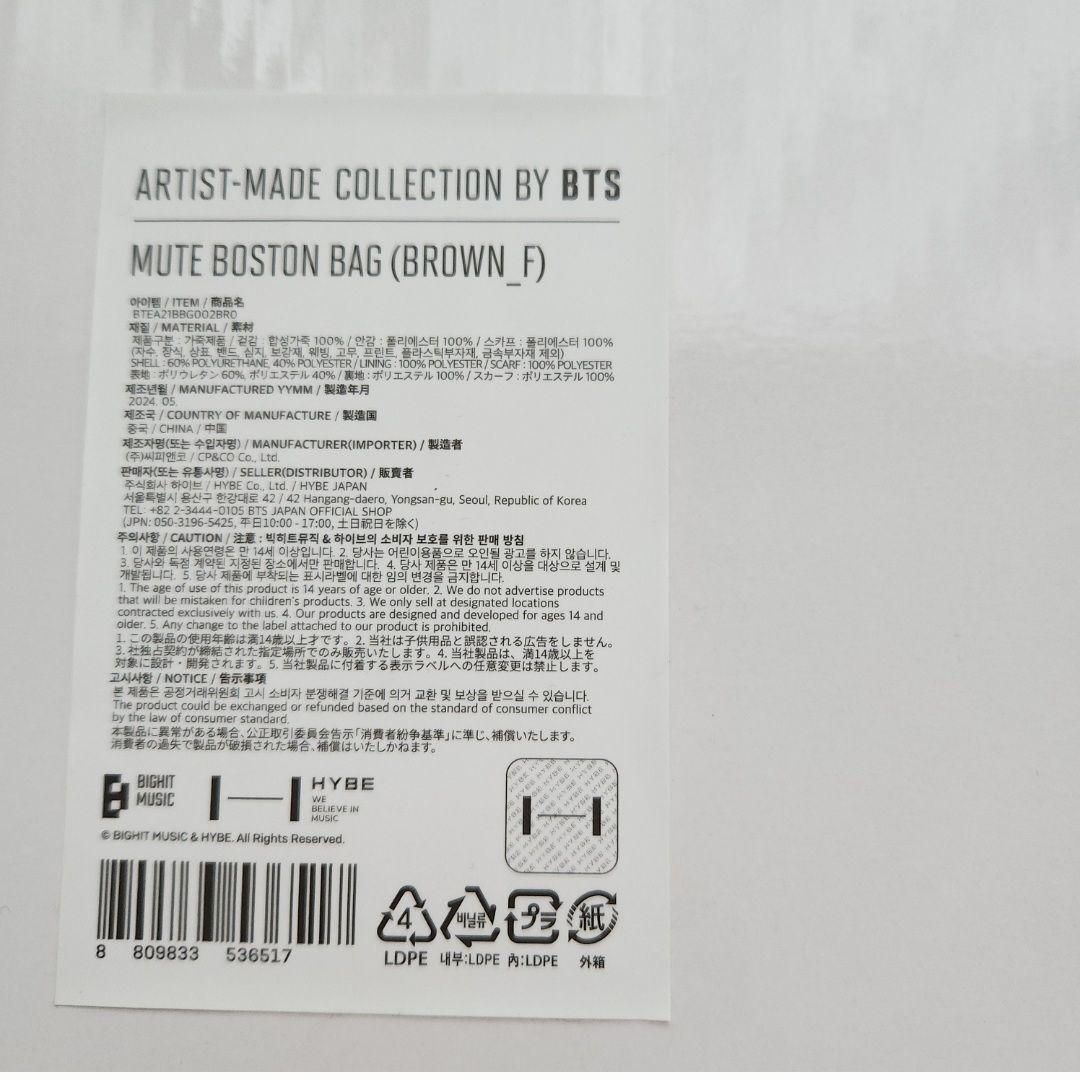 ARTIST-MADE COLLECTION BY BTS
MUTE BOSTON BAG (BROWN_F)
아이템 / ITEM / 商品名
BTEA21BBG002BR0
재질 / MATERIAL / 素材
제품구분 : 가죽제품 / 겉감 : 합성가죽 100% / 안감 : 폴리에스터 100% / 스카프 : 폴리에스터 100%
(자수, 장식, 상표, 밴드, 심지, 보강재, 웨빙, 고무, 프린트, 플라스틱부자재, 금속부자재 제외)
SHELL : 60% POLYURETHANE, 40% POLYESTER / LINING : 100% POLYESTER / SCARF : 100% POLYESTER
表地 : ポリウレタン 60%, ポリエステル 40% / 裏地 : ポリエステル 100% / スカーフ : ポリエステル 100%
제조년월 / MANUFACTURED YYMM / 製造年月
2024. 05.
제조국 / COUNTRY OF MANUFACTURE / 製造国
중국 / CHINA / 中国
제조자명(또는 수입자명) / MANUFACTURER(IMPORTER) / 製造者
(주)씨피앤코 / CP&CO Co., Ltd.
판매자(또는 유통사명) / SELLER(DISTRIBUTOR) / 販賣者
주식회사 하이브 / HYBE Co., Ltd. / HYBE JAPAN
서울특별시 용산구 한강대로 42 / 42 Hangang-daero, Yongsan-gu, Seoul, Republic of Korea
TEL: +82 2-3444-0105 BTS JAPAN OFFICIAL SHOP
(JPN: 050-3196-5425, 平日10:00 - 17:00, 土日祝日を除く)
주의사항 / CAUTION / 注意 : 빅히트뮤직 & 하이브의 소비자 보호를 위한 판매 방침
1. 이 제품의 사용연령은 만 14세 이상입니다. 2. 당사는 어린이용품으로 오인될 광고를 하지 않습니다.
3. 당사와 독점 계약된 지정된 장소에서만 판매합니다. 4. 당사 제품은 만 14세 이상을 대상으로 설계 및
개발됩니다. 5. 당사 제품에 부착되는 표시라벨에 대한 임의 변경을 금지합니다.
1. The age of use of this product is 14 years of age or older. 2. We do not advertise products
that will be mistaken for children's products. 3. We only sell at designated locations
contracted exclusively with us. 4. Our products are designed and developed for ages 14 and
older. 5. Any change to the label attached to our product is prohibited.
1. この製品の使用年齢は満14歳以上才です。2. 当社は子供用品と誤認される広告をしません。
3. 社独占契約が締結された指定場所でのみ販売いたします。4. 当社製品は、満14歳以上を
対象に設計・開発されます。5. 当社製品に付着する表示ラベルへの任意変更は禁止します。
고시사항 / NOTICE / 告示事項
본 제품은 공정거래위원회 고시 소비자 분쟁해결 기준에 의거 교환 및 보상을 받으실 수 있습니다.
The product could be exchanged or refunded based on the standard of consumer conflict
by the law of consumer standard.
本製品に異常がある場合、公正取引委員会告示「消費者紛争基準」に準じ、補償いたします。
消費者の過失で製品が破損された場合、補償はいたしかねます。
BIGHIT
MUSIC
HYBE
WE
BELIEVE IN
MUSIC
© BIGHIT MUSIC & HYBE. All Rights Reserved.
8 809833 536517
4
LDPE
비닐류
내부:LDPE
プラ
內:LDPE
紙
外箱